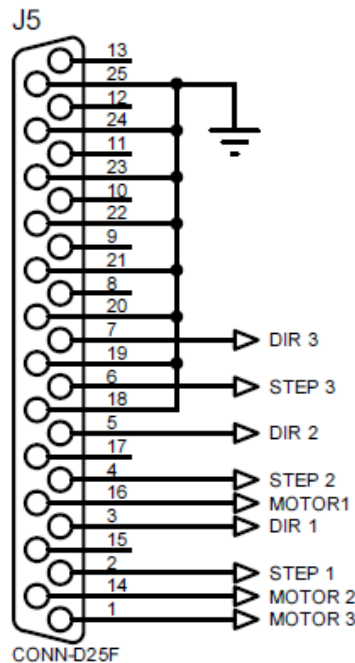 J5
13
25
12
24
11
23
10
22
9
21
8
20
7 DIR 3
19
6 STEP 3
18
5 DIR 2
17
4 STEP 2
16 MOTOR1
3 DIR 1
15
2 STEP 1
14 MOTOR 2
1 MOTOR 3
CONN-D25F